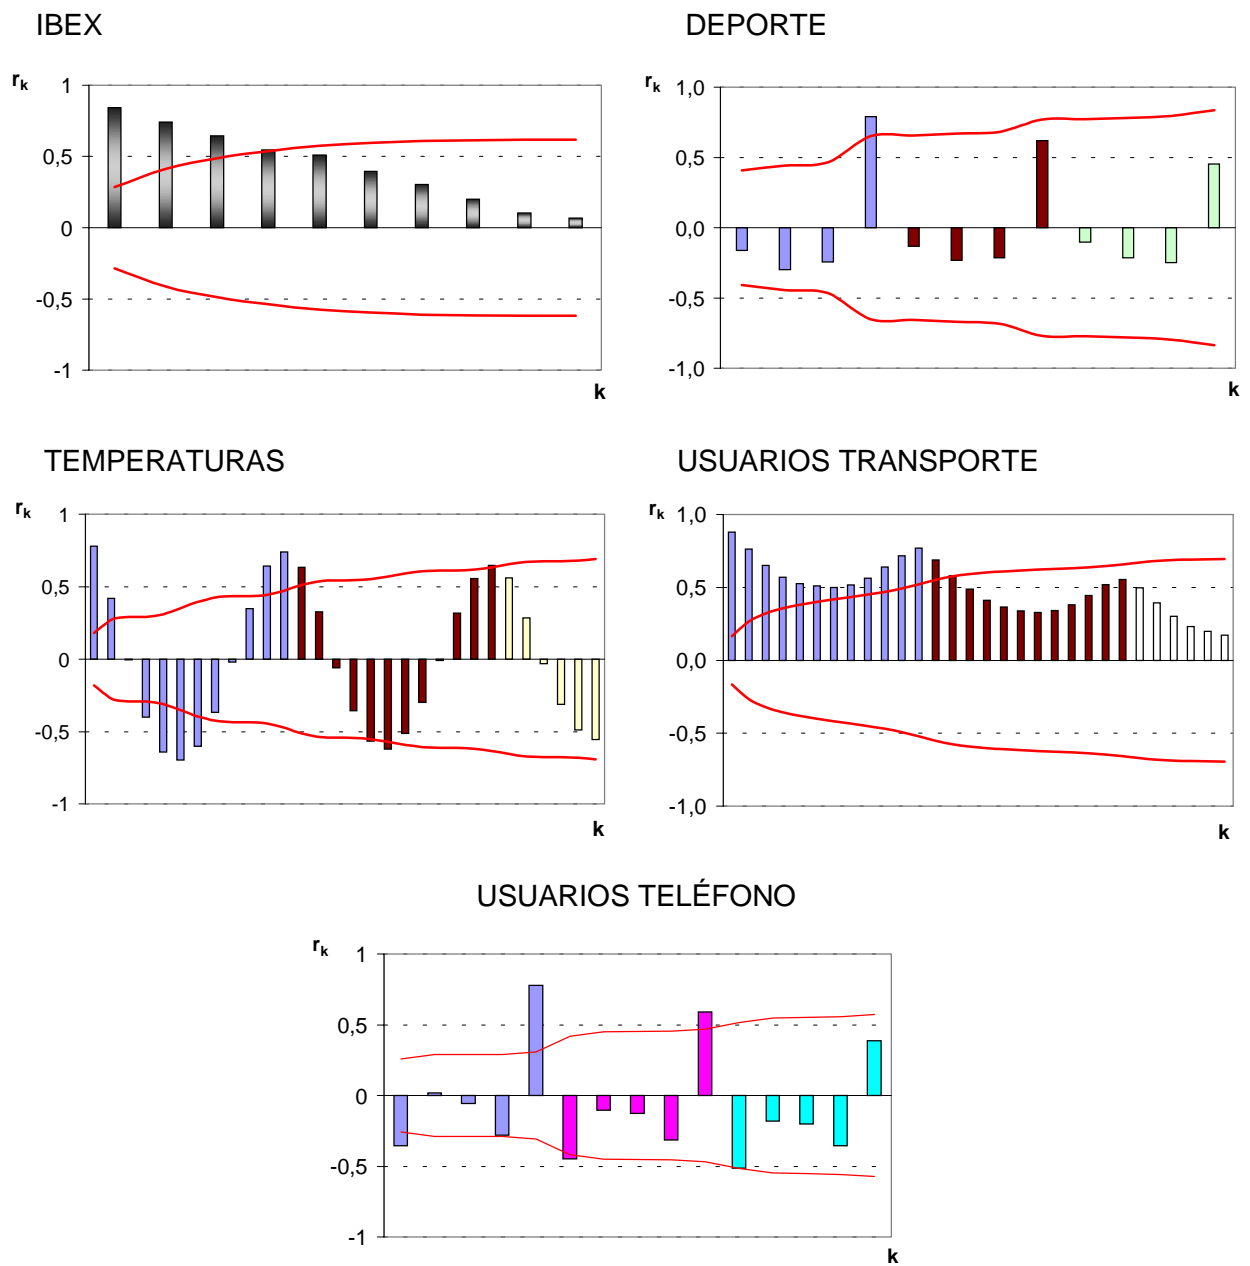 IBEX
DEPORTE
rk
1
0,5
0
-0,5
-1
k
rk
1,0
0,5
0,0
-0,5
-1,0
k
TEMPERATURAS
USUARIOS TRANSPORTE
rk
1
0,5
0
-0,5
-1
k
rk
1,0
0,5
0,0
-0,5
-1,0
k
USUARIOS TELÉFONO
rk
1
0,5
0
-0,5
-1
k